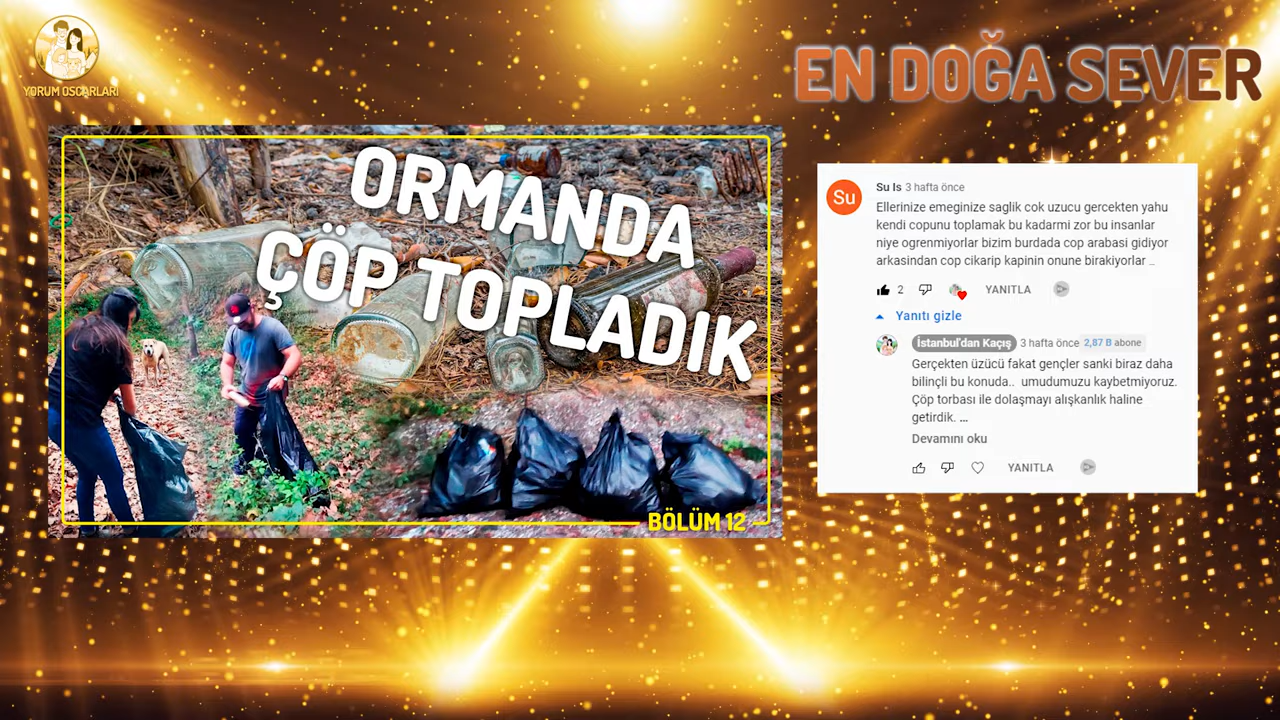 YORUM OSCARLARI
EN DOĞA SEVER
ORMANDA
ÇÖP TOPLADIK
BÖLÜM 12
Su
Su Is 3 hafta önce
Ellerinize emeginize saglik cok uzucu gercekten yahu
kendi copunu toplamak bu kadarmi zor bu insanlar
niye ogrenmiyorlar bizim burdada cop arabasi gidiyor
arkasindan cop cikarip kapinin onune birakiyorlar ..
2 YANITLA
Yanıtı gizle
İstanbul'dan Kaçış 3 hafta önce 2,87 B abone
Gerçekten üzücü fakat gençler sanki biraz daha
bilinçli bu konuda.. umudumuzu kaybetmiyoruz.
Çöp torbası ile dolaşmayı alışkanlık haline
getirdik. ...
Devamını oku
YANITLA